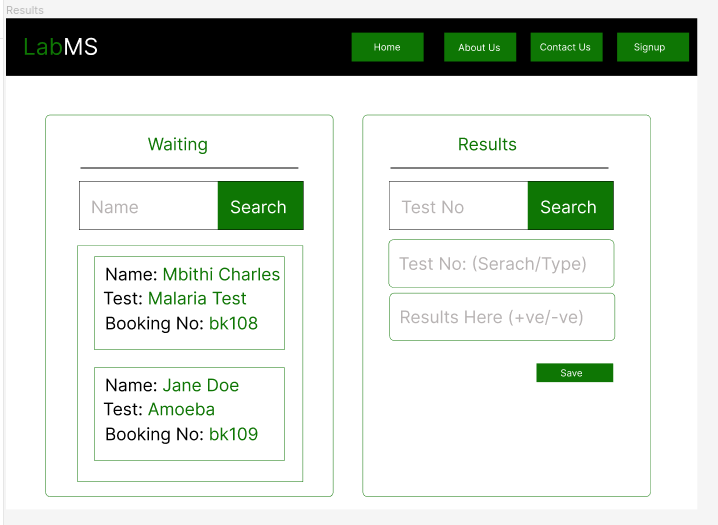 Results
LabMS
Home
About Us
Contact Us
Signup
Waiting
Name
Search
Name: Mbithi Charles
Test: Malaria Test
Booking No: bk108
Name: Jane Doe
Test: Amoeba
Booking No: bk109
Results
Test No
Search
Test No: (Serach/Type)
Results Here (+ve/-ve)
Save